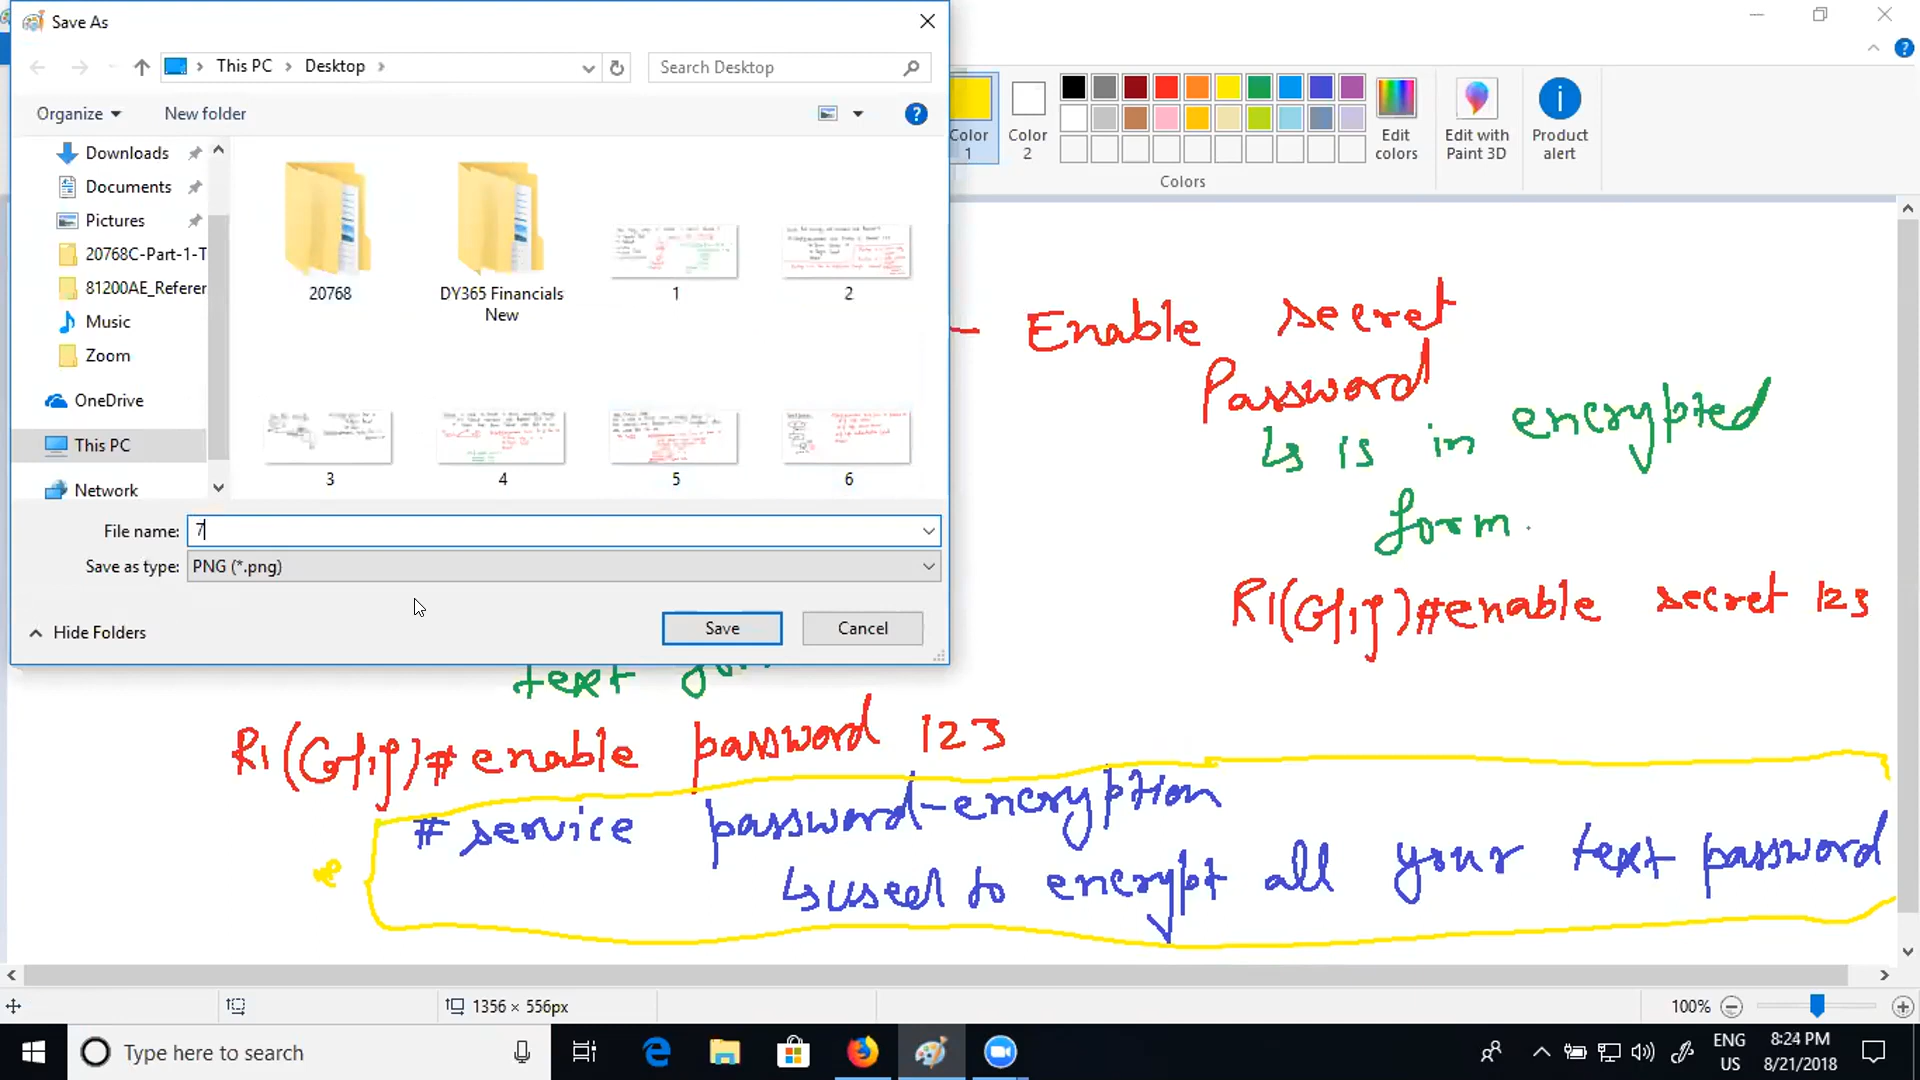 Save As
This PC
Desktop
Search Desktop
Organize
New folder
Downloads
Documents
Pictures
20768C-Part-1-T
81200AE_Referer
Music
Zoom
OneDrive
This PC
Network
20768
DY365 Financials
New
1
2
3
4
5
6
File name:
7
Save as type:
PNG (*.png)
Hide Folders
Save
Cancel
Color
1
Color
2
Edit
colors
Edit with
Paint 3D
Product
alert
Colors
- Enable secret
Password
↳ is in encrypted
form.
R1(Gfig)#enable secret 123
text
R1(Gfig)#enable password 123
# service password-encryption
↳ used to encrypt all your text password
1356 × 556px
100%
Type here to search
ENG
US
8:24 PM
8/21/2018